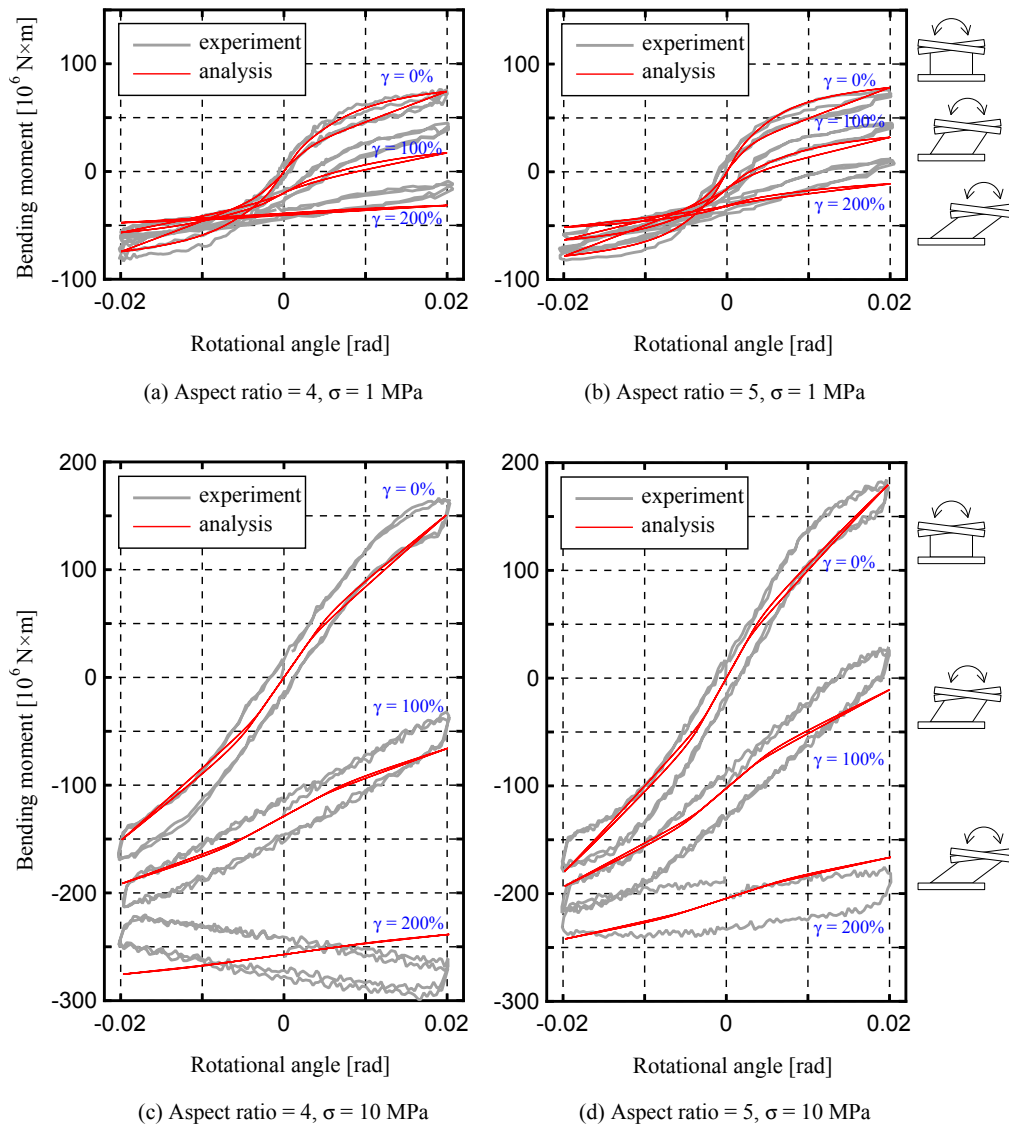 experiment
analysis
γ = 0%
γ = 100%
γ = 200%
100
0
-100
-0.02
0
0.02
Bending moment [10^6 N×m]
Rotational angle [rad]
(a) Aspect ratio = 4, σ = 1 MPa
experiment
analysis
γ = 0%
γ = 100%
γ = 200%
100
0
-100
-0.02
0
0.02
Rotational angle [rad]
(b) Aspect ratio = 5, σ = 1 MPa
experiment
analysis
γ = 0%
γ = 100%
γ = 200%
200
100
0
-100
-200
-300
-0.02
0
0.02
Bending moment [10^6 N×m]
Rotational angle [rad]
(c) Aspect ratio = 4, σ = 10 MPa
experiment
analysis
γ = 0%
γ = 100%
γ = 200%
200
100
0
-100
-200
-300
-0.02
0
0.02
Rotational angle [rad]
(d) Aspect ratio = 5, σ = 10 MPa